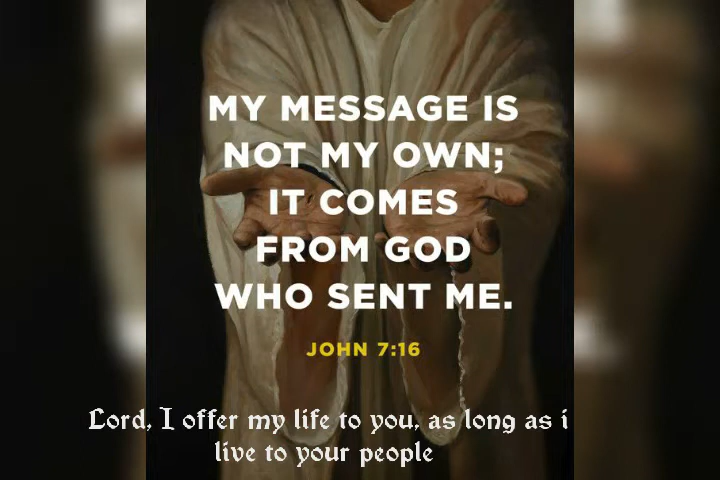 MY MESSAGE IS
NOT MY OWN;
IT COMES
FROM GOD
WHO SENT ME.
JOHN 7:16
Lord, I offer my life to you, as long as i
live to your people